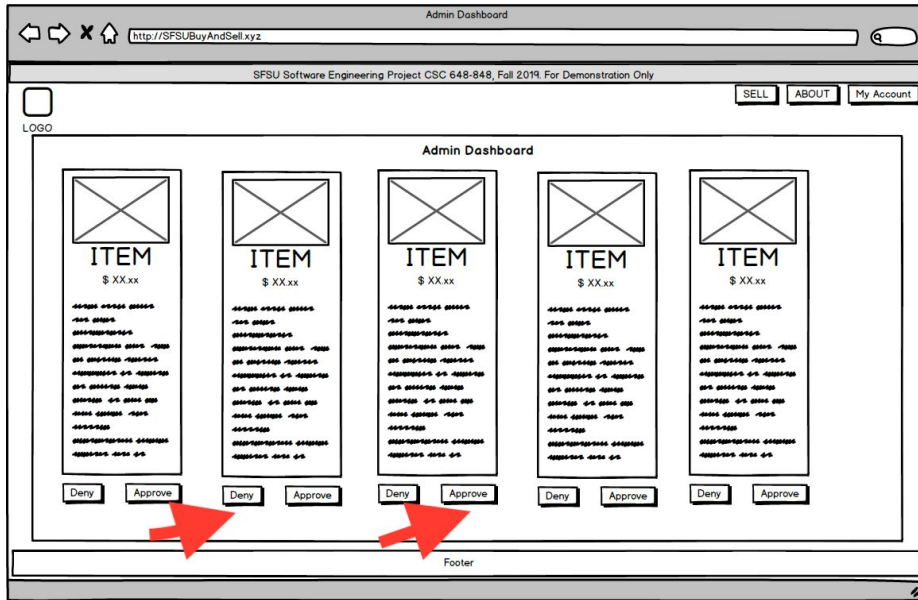 Admin Dashboard
http://SFSUBuyAndSell.xyz
SFSU Software Engineering Project CSC 648-848, Fall 2019. For Demonstration Only
SELL ABOUT My Account
LOGO
Admin Dashboard
ITEM ITEM ITEM ITEM ITEM
$ XX.xx $ XX.xx $ XX.xx $ XX.xx $ XX.xx
Deny Approve Deny Approve Deny Approve Deny Approve Deny Approve
Footer